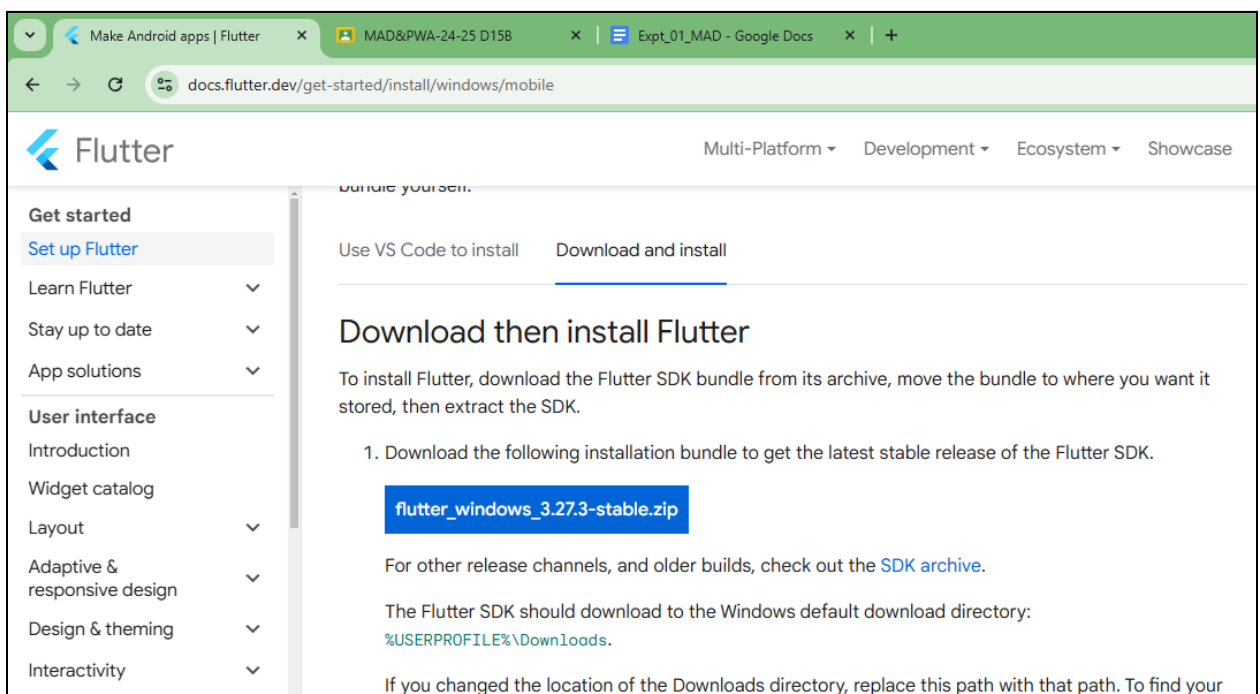 Make Android apps | Flutter
MAD&PWA-24-25 D15B
Expt_01_MAD - Google Docs
docs.flutter.dev/get-started/install/windows/mobile
Flutter
Multi-Platform
Development
Ecosystem
Showcase
Get started
Set up Flutter
Learn Flutter
Stay up to date
App solutions
User interface
Introduction
Widget catalog
Layout
Adaptive &
responsive design
Design & theming
Interactivity
bundle yourself.
Use VS Code to install
Download and install
Download then install Flutter
To install Flutter, download the Flutter SDK bundle from its archive, move the bundle to where you want it
stored, then extract the SDK.
1. Download the following installation bundle to get the latest stable release of the Flutter SDK.
flutter_windows_3.27.3-stable.zip
For other release channels, and older builds, check out the SDK archive.
The Flutter SDK should download to the Windows default download directory:
%USERPROFILE%\Downloads.
If you changed the location of the Downloads directory, replace this path with that path. To find your